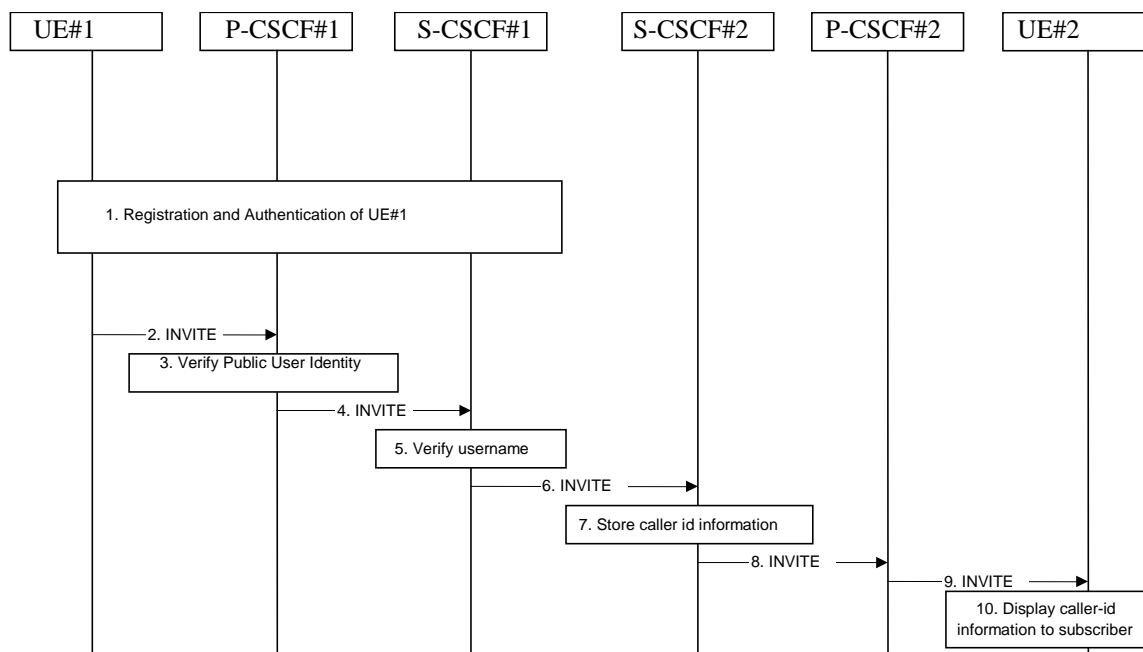 UE#1
P-CSCF#1
S-CSCF#1
S-CSCF#2
P-CSCF#2
UE#2
1. Registration and Authentication of UE#1
2. INVITE
3. Verify Public User Identity
4. INVITE
5. Verify username
6. INVITE
7. Store caller id information
8. INVITE
9. INVITE
10. Display caller-id
information to subscriber